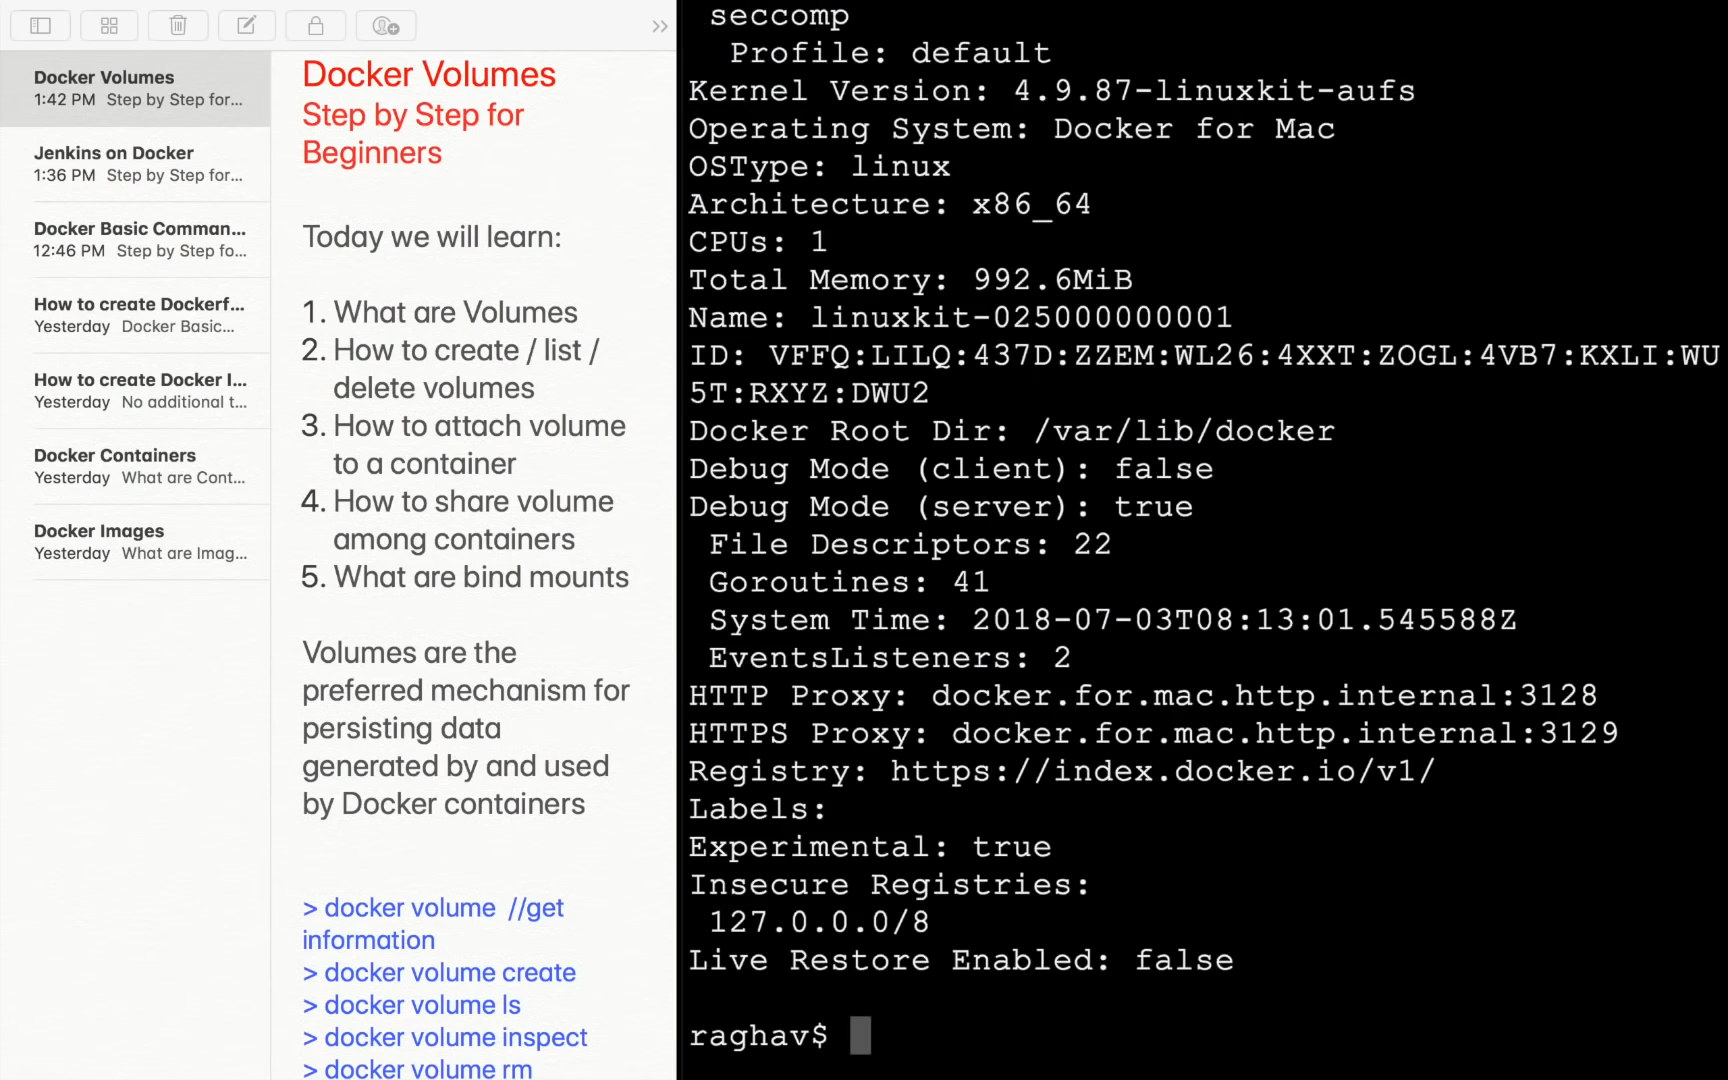 Docker Volumes
1:42 PM Step by Step for...
Jenkins on Docker
1:36 PM Step by Step for...
Docker Basic Comman...
12:46 PM Step by Step fo...
How to create Dockerf...
Yesterday Docker Basic...
How to create Docker I...
Yesterday No additional t...
Docker Containers
Yesterday What are Cont...
Docker Images
Yesterday What are Imag...
Docker Volumes
Step by Step for
Beginners
Today we will learn:
1. What are Volumes
2. How to create / list /
delete volumes
3. How to attach volume
to a container
4. How to share volume
among containers
5. What are bind mounts
Volumes are the
preferred mechanism for
persisting data
generated by and used
by Docker containers
> docker volume //get
information
> docker volume create
> docker volume ls
> docker volume inspect
> docker volume rm
seccomp
Profile: default
Kernel Version: 4.9.87-linuxkit-aufs
Operating System: Docker for Mac
OSType: linux
Architecture: x86_64
CPUs: 1
Total Memory: 992.6MiB
Name: linuxkit-025000000001
ID: VFFQ:LILQ:437D:ZZEM:WL26:4XXT:ZOGL:4VB7:KXLI:WU
5T:RXYZ:DWU2
Docker Root Dir: /var/lib/docker
Debug Mode (client): false
Debug Mode (server): true
File Descriptors: 22
Goroutines: 41
System Time: 2018-07-03T08:13:01.545588Z
EventsListeners: 2
HTTP Proxy: docker.for.mac.http.internal:3128
HTTPS Proxy: docker.for.mac.http.internal:3129
Registry: https://index.docker.io/v1/
Labels:
Experimental: true
Insecure Registries:
127.0.0.0/8
Live Restore Enabled: false
raghav$